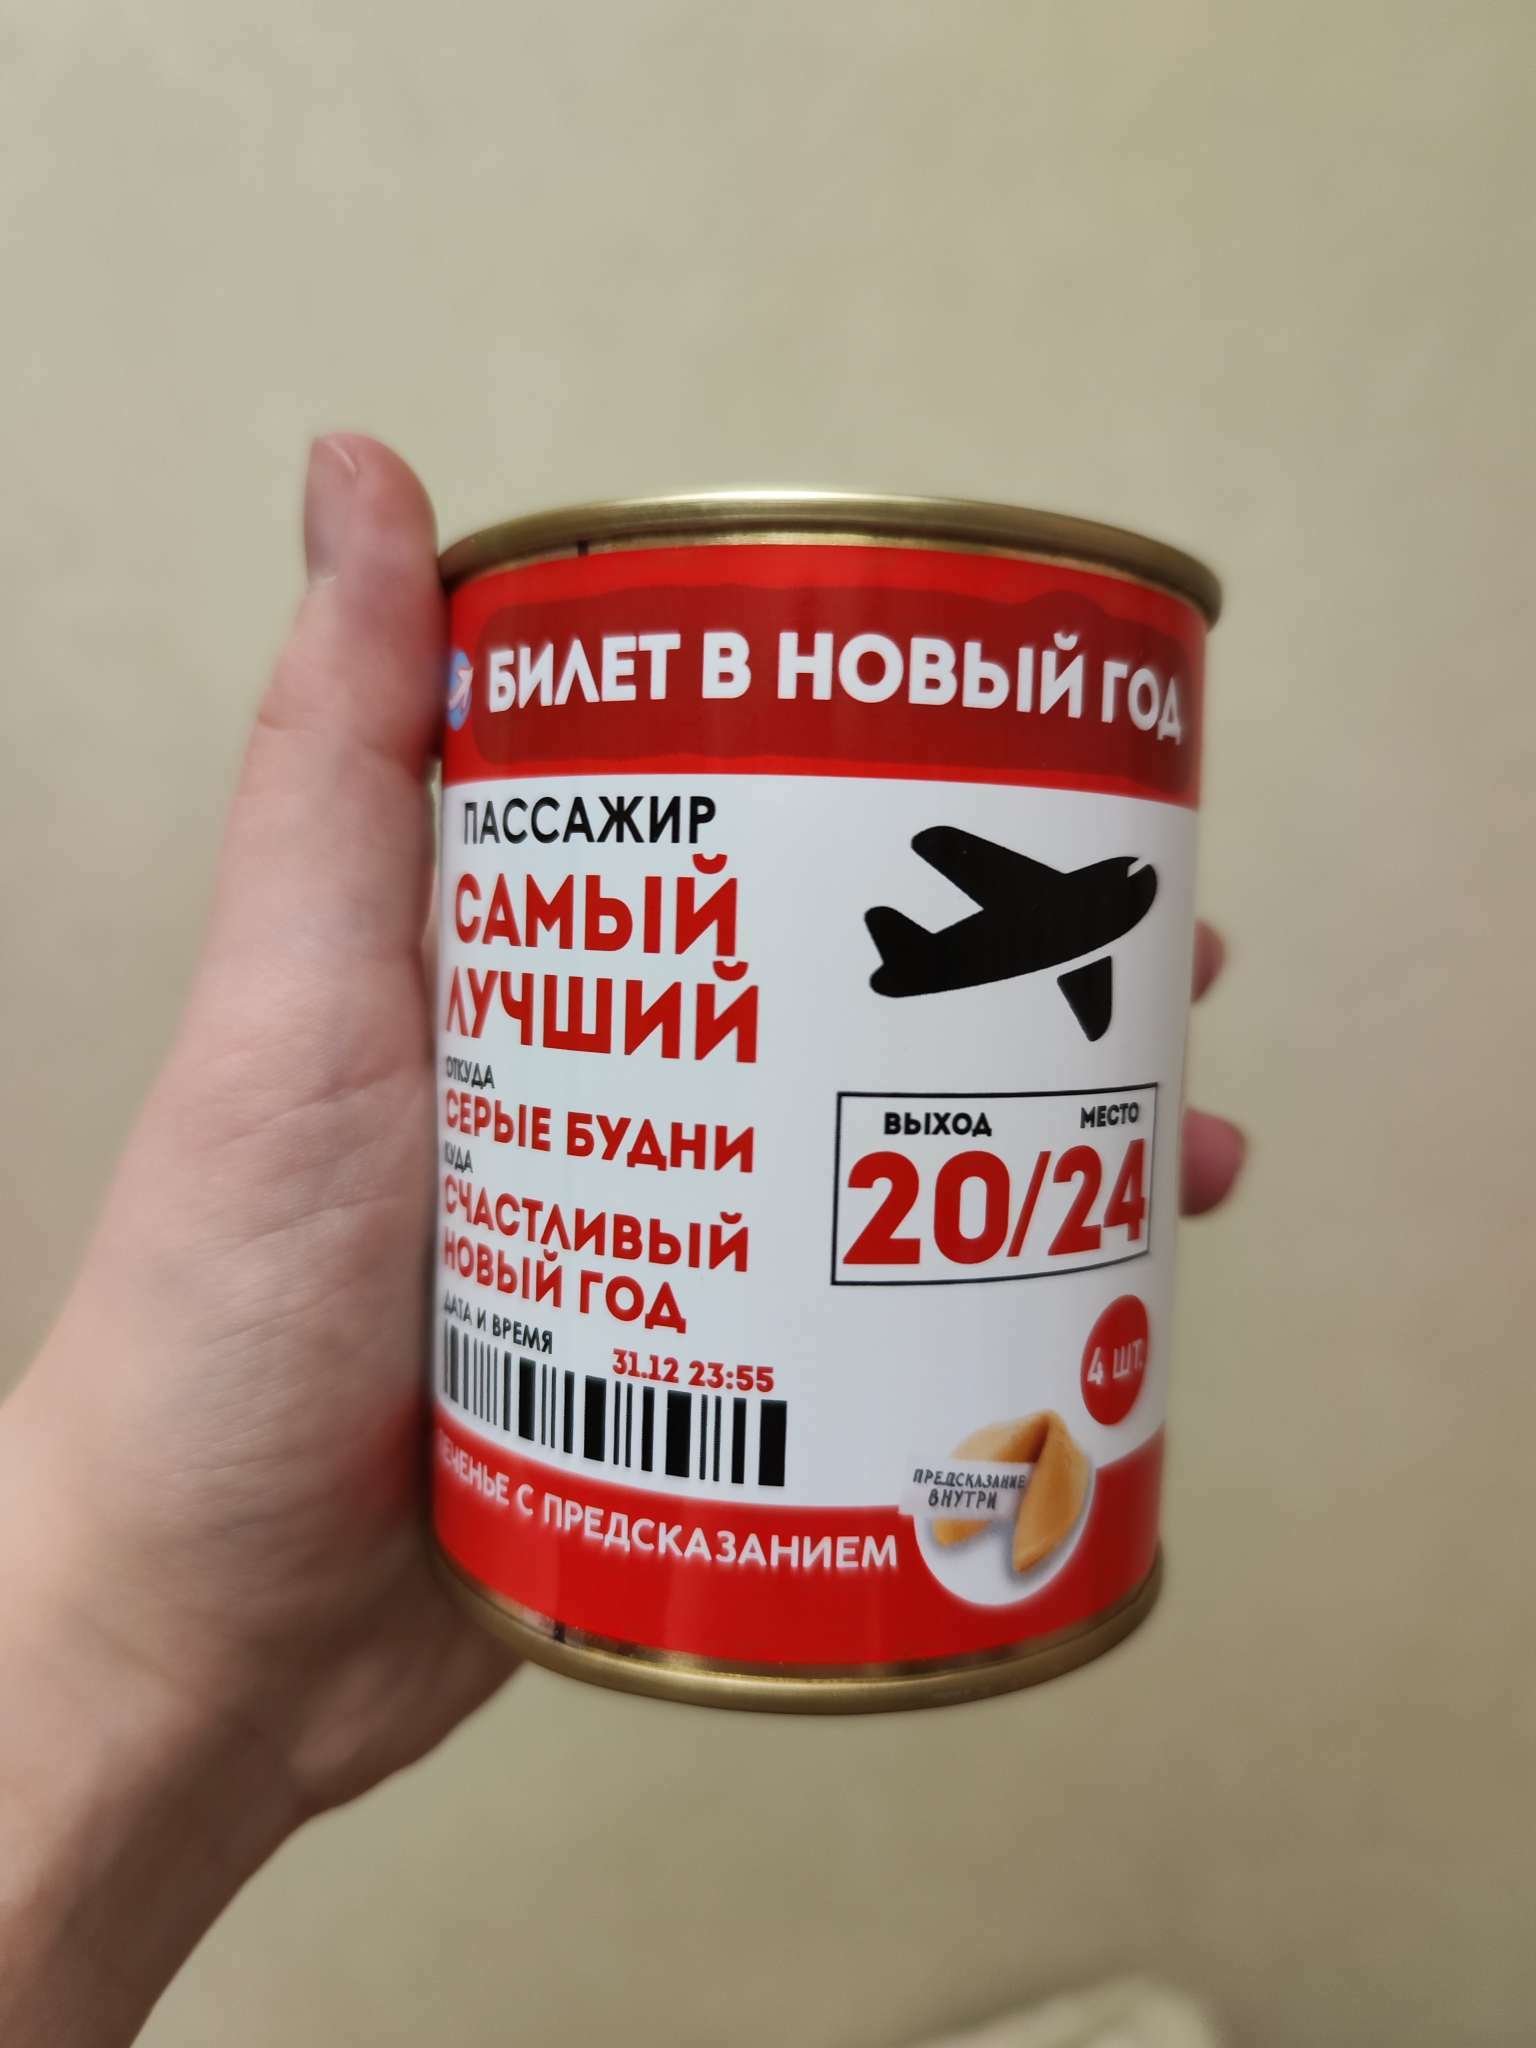 БИЛЕТ В НОВЫЙ ГОД
ПАССАЖИР
САМЫЙ
ЛУЧШИЙ
ОТКУДА
СЕРЫЕ БУДНИ
КУДА
СЧАСТЛИВЫЙ
НОВЫЙ ГОД
ДАТА И ВРЕМЯ
31.12 23:55
ВЫХОД МЕСТО
20/24
4 ШТ.
ПРЕДСКАЗАНИЕ
ВНУТРИ
ПЕЧЕНЬЕ С ПРЕДСКАЗАНИЕМ